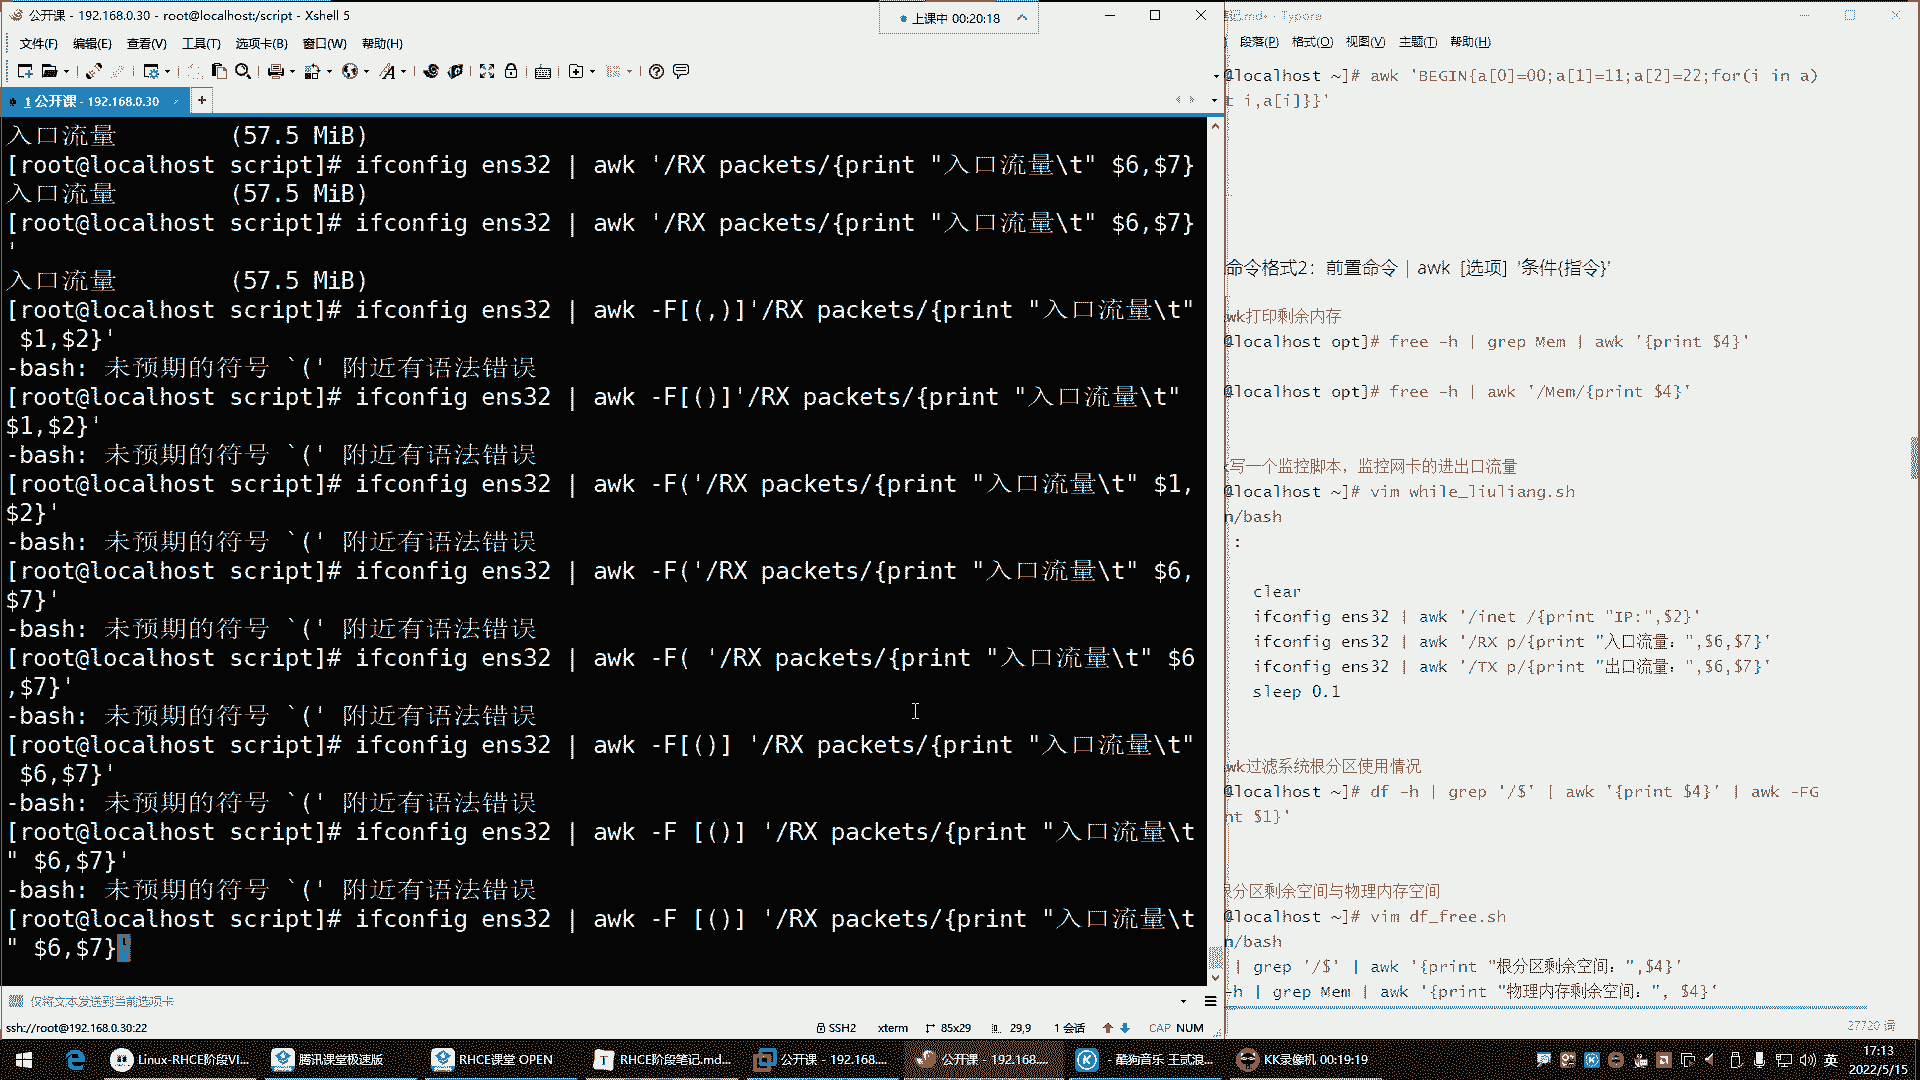 公开课 - 192.168.0.30 - root@localhost:/script - Xshell 5
上课中 00:20:18
文件(F) 编辑(E) 查看(V) 工具(T) 选项卡(B) 窗口(W) 帮助(H)
1 公开课 - 192.168.0.30
入口流量 (57.5 MiB)
[root@localhost script]# ifconfig ens32 | awk '/RX packets/{print "入口流量\t" $6,$7}
入口流量 (57.5 MiB)
[root@localhost script]# ifconfig ens32 | awk '/RX packets/{print "入口流量\t" $6,$7}
'
入口流量 (57.5 MiB)
[root@localhost script]# ifconfig ens32 | awk -F[(,)]'/RX packets/{print "入口流量\t"
 $1,$2}'
-bash: 未预期的符号 `(' 附近有语法错误
[root@localhost script]# ifconfig ens32 | awk -F[()]'/RX packets/{print "入口流量\t"
$1,$2}'
-bash: 未预期的符号 `(' 附近有语法错误
[root@localhost script]# ifconfig ens32 | awk -F('/RX packets/{print "入口流量\t" $1,
$2}'
-bash: 未预期的符号 `(' 附近有语法错误
[root@localhost script]# ifconfig ens32 | awk -F('/RX packets/{print "入口流量\t" $6,
$7}'
-bash: 未预期的符号 `(' 附近有语法错误
[root@localhost script]# ifconfig ens32 | awk -F( '/RX packets/{print "入口流量\t" $6
,$7}'
-bash: 未预期的符号 `(' 附近有语法错误
[root@localhost script]# ifconfig ens32 | awk -F[()] '/RX packets/{print "入口流量\t"
 $6,$7}'
-bash: 未预期的符号 `(' 附近有语法错误
[root@localhost script]# ifconfig ens32 | awk -F [()] '/RX packets/{print "入口流量\t
" $6,$7}'
-bash: 未预期的符号 `(' 附近有语法错误
[root@localhost script]# ifconfig ens32 | awk -F [()] '/RX packets/{print "入口流量\t
" $6,$7}'
仅将文本发送到当前选项卡
ssh://root@192.168.0.30:22 SSH2 xterm 85x29 29,9 1 会话 CAP NUM
记.md• - Typora
段落(P) 格式(O) 视图(V) 主题(T) 帮助(H)
@localhost ~]# awk 'BEGIN{a[0]=00;a[1]=11;a[2]=22;for(i in a)
t i,a[i]}}'
命令格式2：前置命令 | awk [选项] '条件{指令}'
wk打印剩余内存
@localhost opt]# free -h | grep Mem | awk '{print $4}'
@localhost opt]# free -h | awk '/Mem/{print $4}'
写一个监控脚本，监控网卡的进出口流量
@localhost ~]# vim while_liuliang.sh
n/bash
:
clear
ifconfig ens32 | awk '/inet /{print "IP:",$2}'
ifconfig ens32 | awk '/RX p/{print "入口流量：",$6,$7}'
ifconfig ens32 | awk '/TX p/{print "出口流量：",$6,$7}'
sleep 0.1
wk过滤系统根分区使用情况
@localhost ~]# df -h | grep '/$' | awk '{print $4}' | awk -FG
nt $1}'
根分区剩余空间与物理内存空间
@localhost ~]# vim df_free.sh
n/bash
| grep '/$' | awk '{print "根分区剩余空间：",$4}'
-h | grep Mem | awk '{print "物理内存剩余空间：", $4}'
27720 词
Linux-RHCE阶段VI... 腾讯课堂极速版 RHCE课堂 OPEN RHCE阶段笔记.md... 公开课 - 192.168.... 公开课 - 192.168.... - 酷狗音乐 王贰浪... KK录像机 00:19:19 英 17:13
2022/5/15